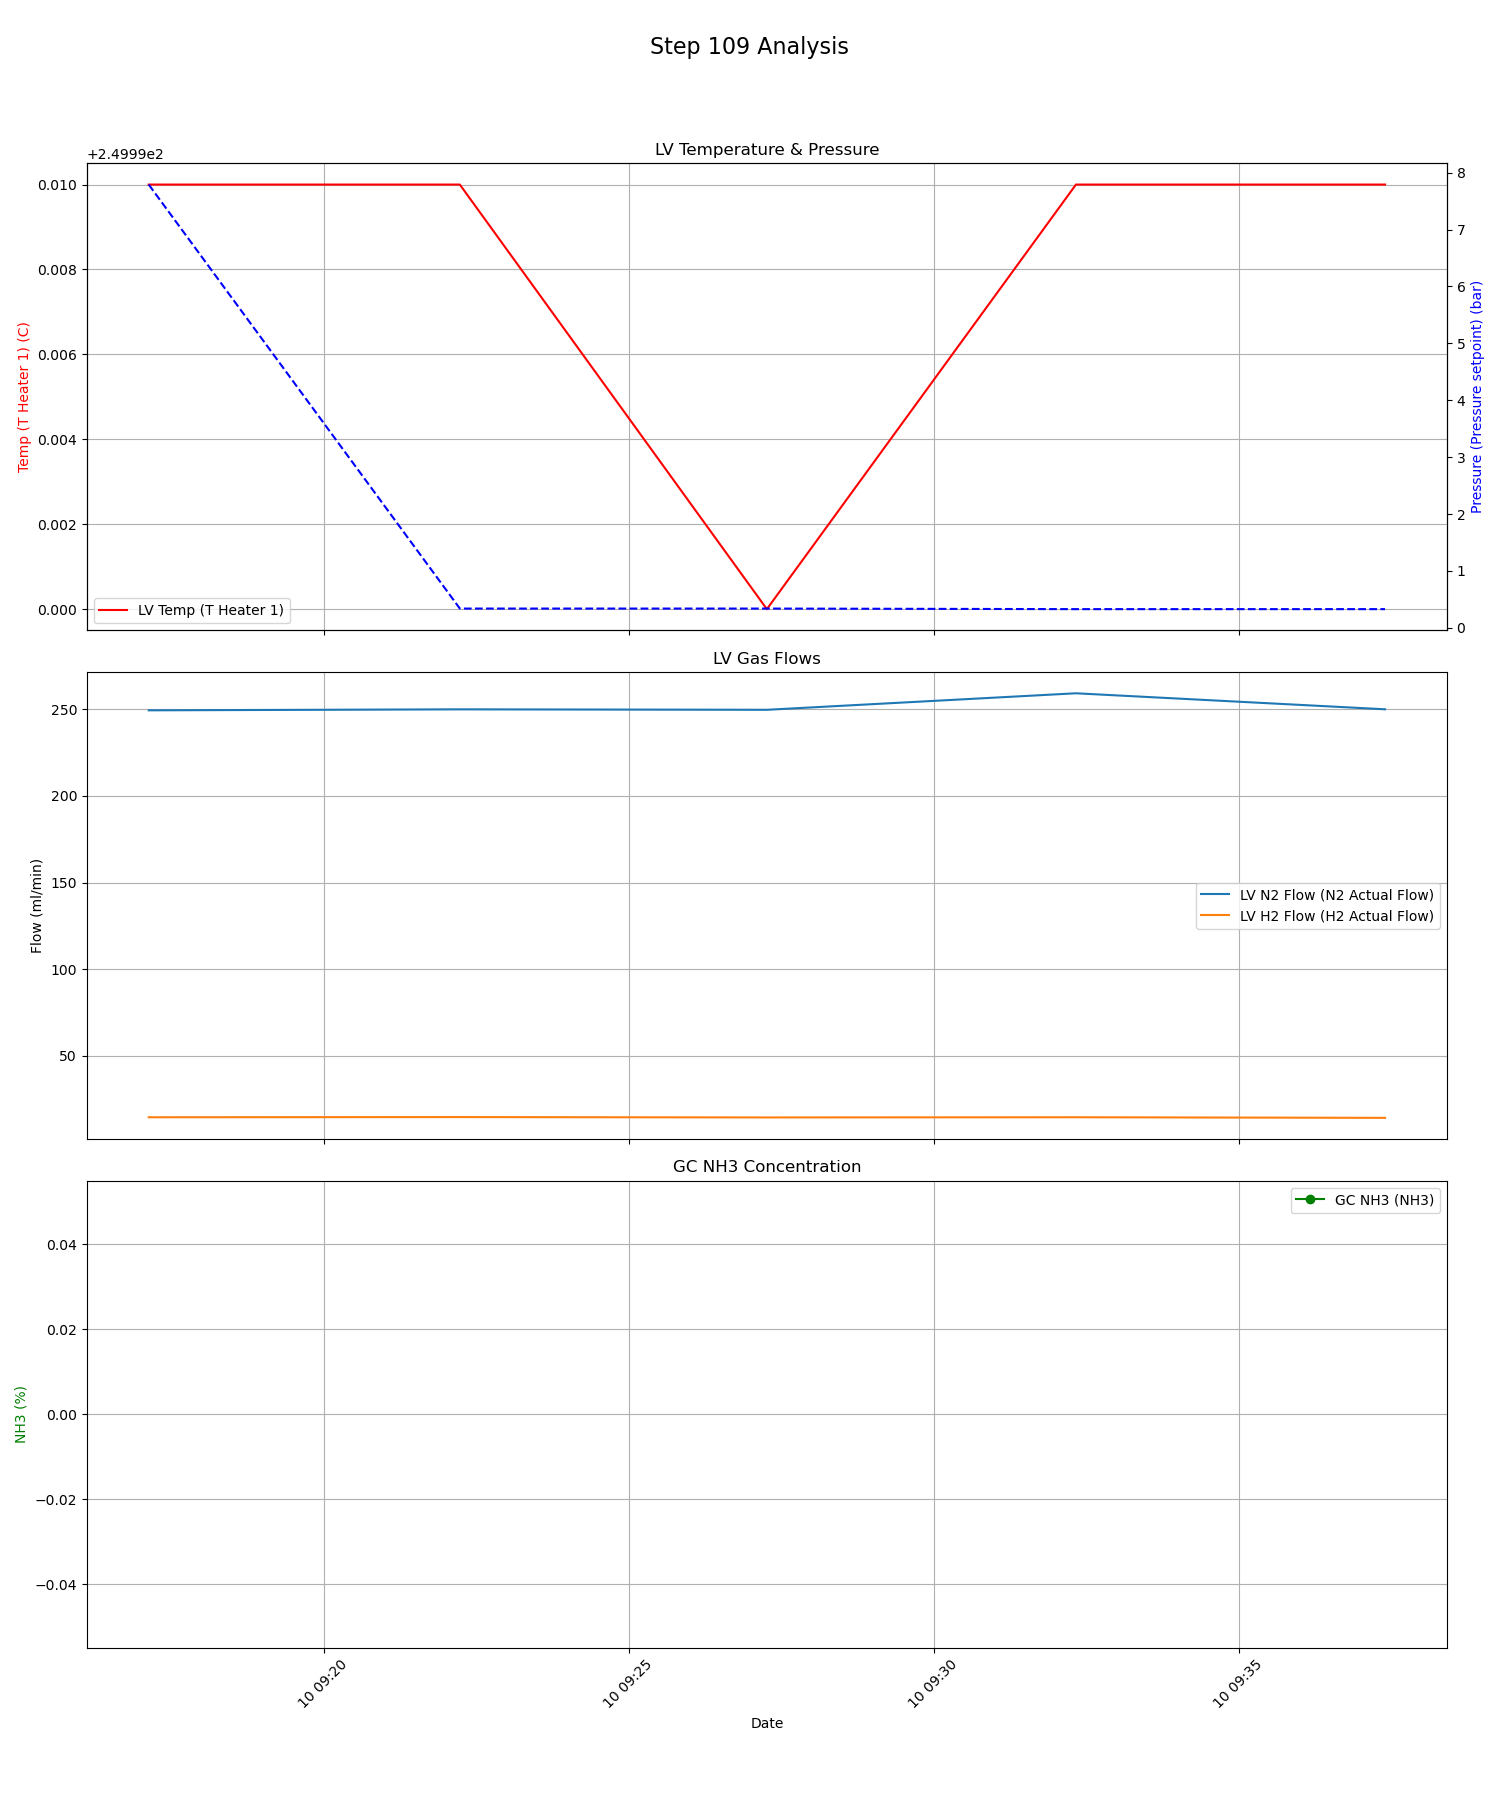 Step 109 Analysis
LV Temperature & Pressure
+2.4999e2
0.010
0.008
0.006
0.004
0.002
0.000
Temp (T Heater 1) (C)
8
7
6
5
4
3
2
1
0
Pressure (Pressure setpoint) (bar)
LV Temp (T Heater 1)
LV Gas Flows
250
200
150
100
50
Flow (ml/min)
LV N2 Flow (N2 Actual Flow)
LV H2 Flow (H2 Actual Flow)
GC NH3 Concentration
GC NH3 (NH3)
0.04
0.02
0.00
−0.02
−0.04
NH3 (%)
10 09:20
10 09:25
10 09:30
10 09:35
Date